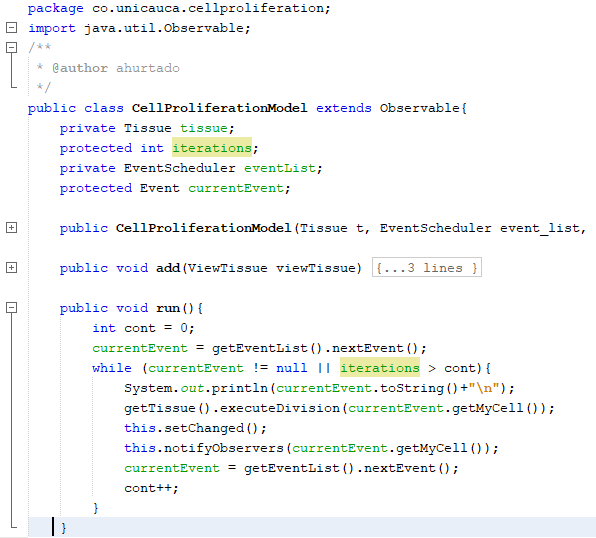 package co.unicauca.cellproliferation;
import java.util.Observable;
/**
 * @author ahurtado
 */
public class CellProliferationModel extends Observable{
    private Tissue tissue;
    protected int iterations;
    private EventScheduler eventList;
    protected Event currentEvent;
    public CellProliferationModel(Tissue t, EventScheduler event_list,
    public void add(ViewTissue viewTissue) {...3 lines }
    public void run(){
        int cont = 0;
        currentEvent = getEventList().nextEvent();
        while (currentEvent != null || iterations > cont){
            System.out.println(currentEvent.toString()+"\n");
            getTissue().executeDivision(currentEvent.getMyCell());
            this.setChanged();
            this.notifyObservers(currentEvent.getMyCell());
            currentEvent = getEventList().nextEvent();
            cont++;
        }
    }